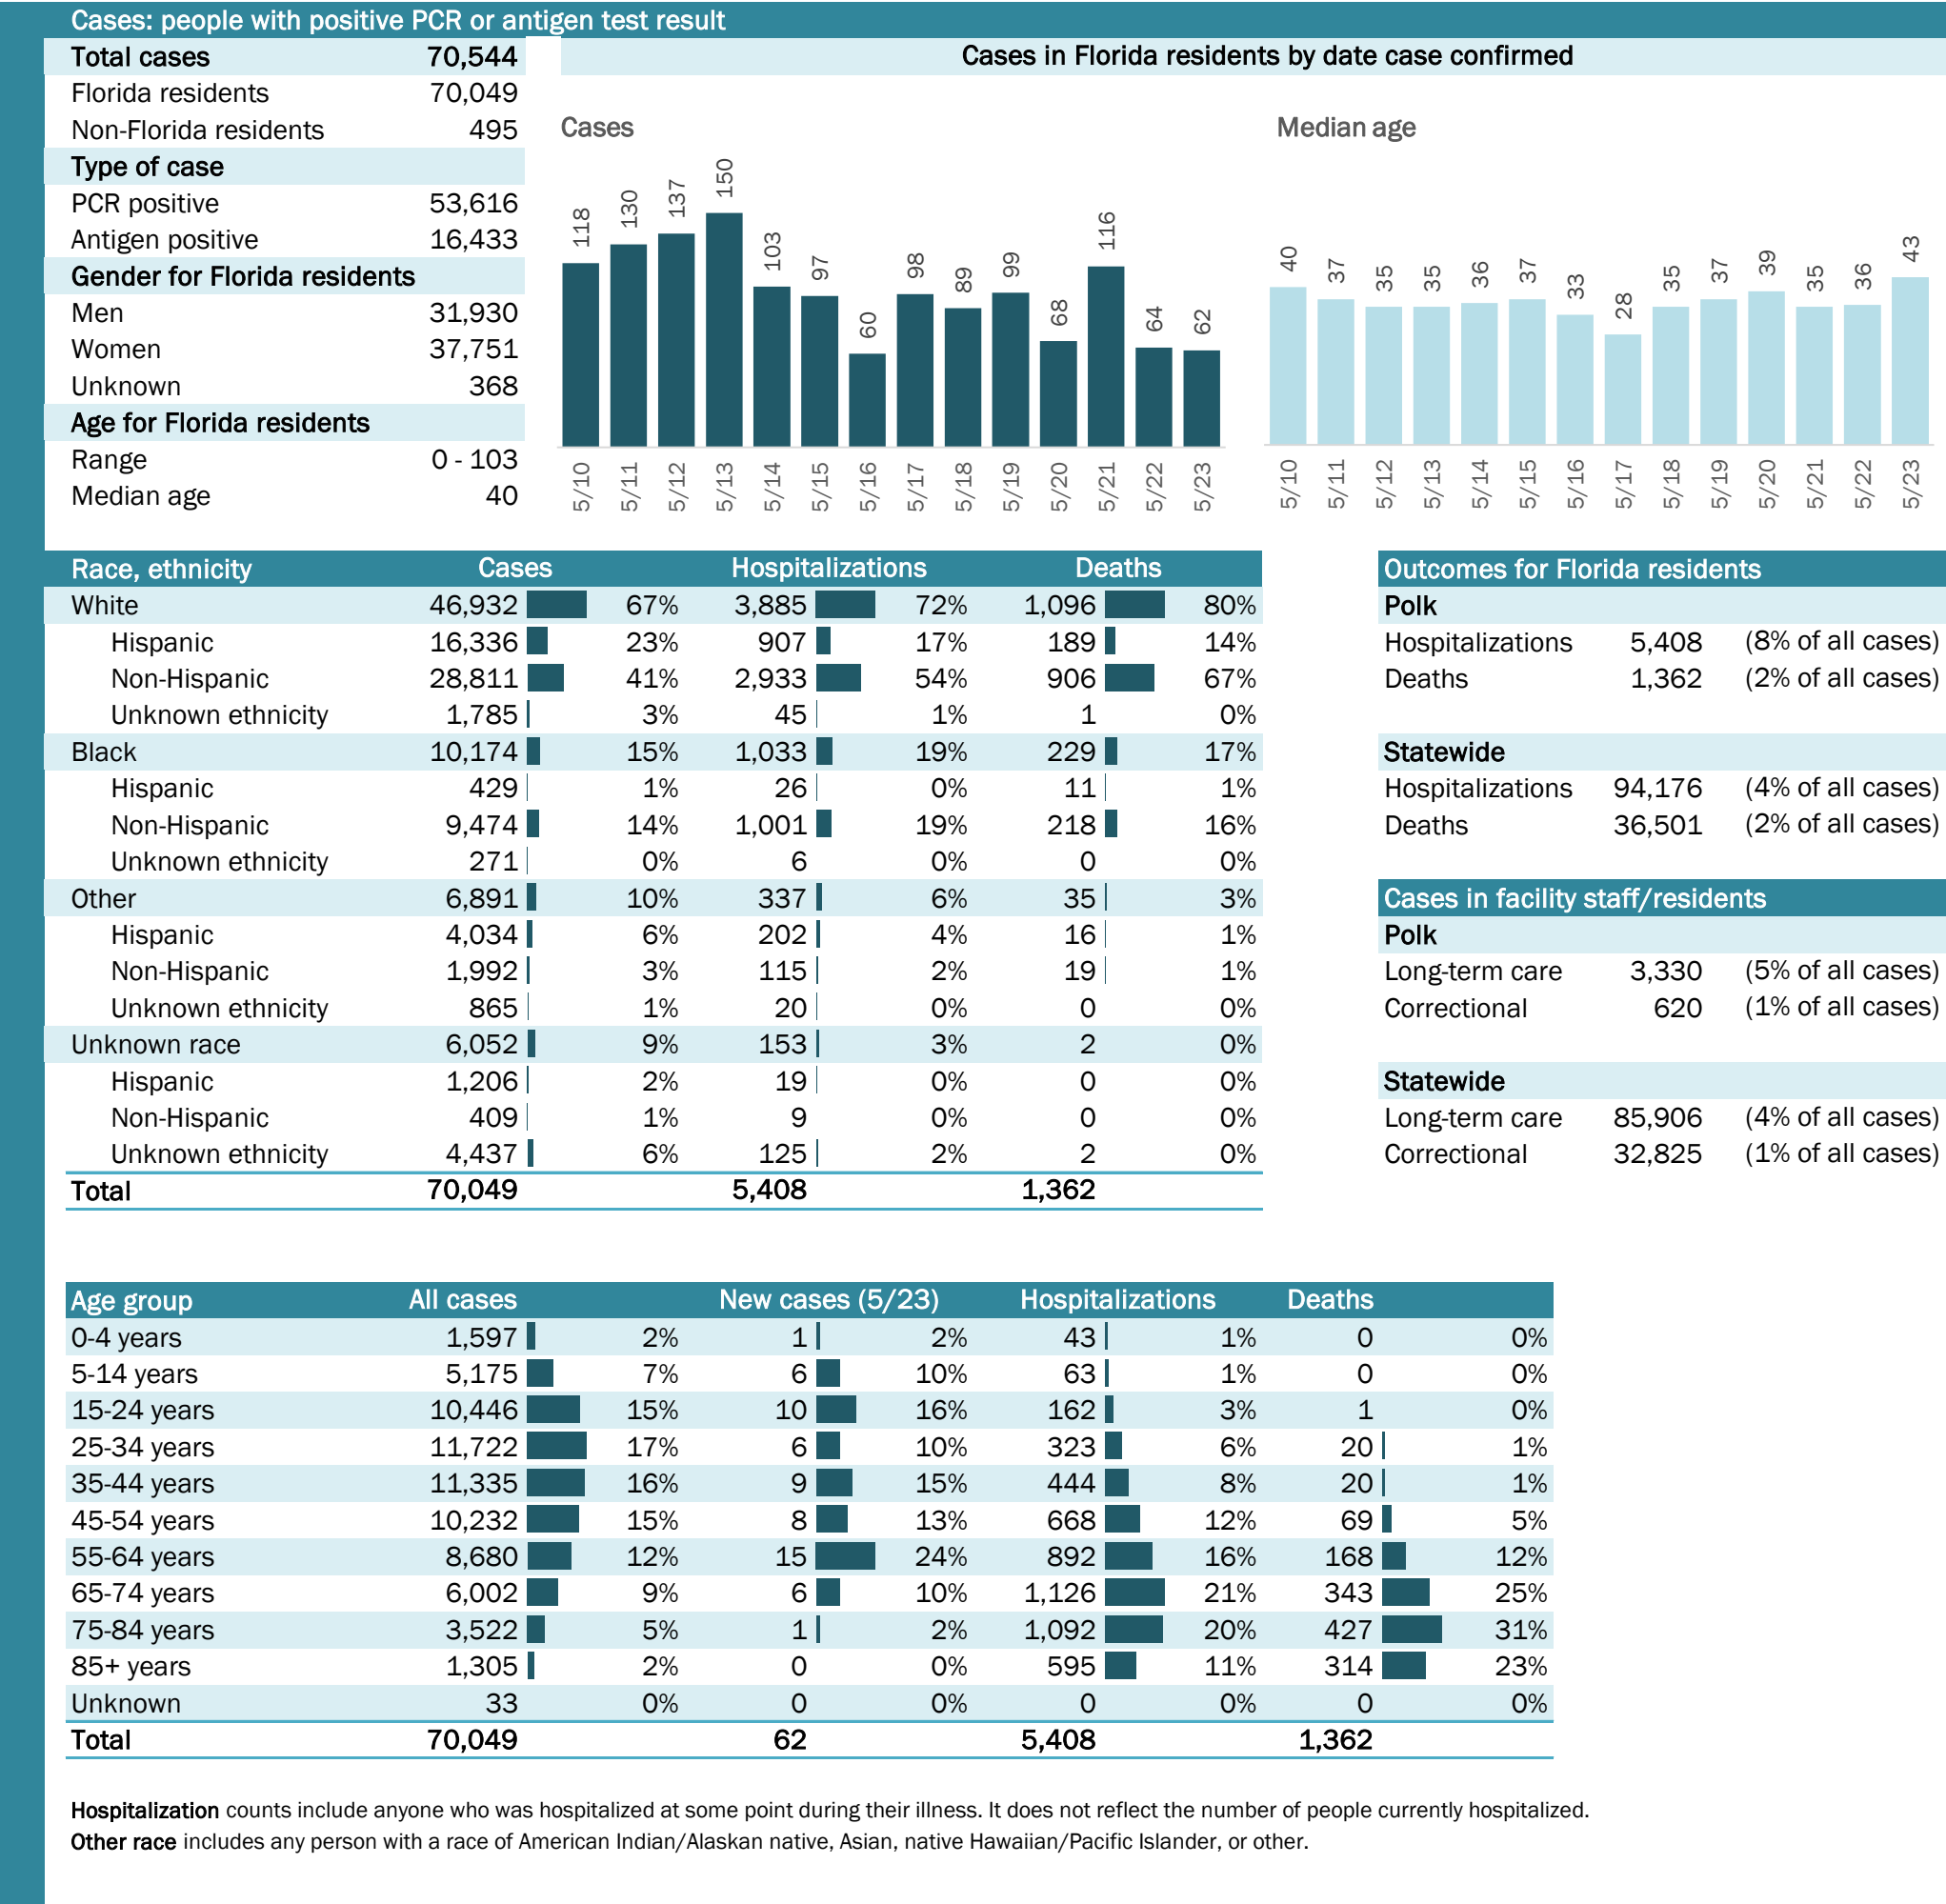 Cases: people with positive PCR or antigen test result
Total cases 70,544
Florida residents 70,049
Non-Florida residents 495
Type of case
PCR positive 53,616
Antigen positive 16,433
Gender for Florida residents
Men 31,930
Women 37,751
Unknown 368
Age for Florida residents
Range 0 - 103
Median age 40
Cases in Florida residents by date case confirmed
Cases
118 130 137 150 103 97 60 98 89 99 68 116 64 62
5/10 5/11 5/12 5/13 5/14 5/15 5/16 5/17 5/18 5/19 5/20 5/21 5/22 5/23
Median age
40 37 35 35 36 37 33 28 35 37 39 35 36 43
5/10 5/11 5/12 5/13 5/14 5/15 5/16 5/17 5/18 5/19 5/20 5/21 5/22 5/23
Race, ethnicity Cases Hospitalizations Deaths
White 46,932 67% 3,885 72% 1,096 80%
Hispanic 16,336 23% 907 17% 189 14%
Non-Hispanic 28,811 41% 2,933 54% 906 67%
Unknown ethnicity 1,785 3% 45 1% 1 0%
Black 10,174 15% 1,033 19% 229 17%
Hispanic 429 1% 26 0% 11 1%
Non-Hispanic 9,474 14% 1,001 19% 218 16%
Unknown ethnicity 271 0% 6 0% 0 0%
Other 6,891 10% 337 6% 35 3%
Hispanic 4,034 6% 202 4% 16 1%
Non-Hispanic 1,992 3% 115 2% 19 1%
Unknown ethnicity 865 1% 20 0% 0 0%
Unknown race 6,052 9% 153 3% 2 0%
Hispanic 1,206 2% 19 0% 0 0%
Non-Hispanic 409 1% 9 0% 0 0%
Unknown ethnicity 4,437 6% 125 2% 2 0%
Total 70,049 5,408 1,362
Outcomes for Florida residents
Polk
Hospitalizations 5,408 (8% of all cases)
Deaths 1,362 (2% of all cases)
Statewide
Hospitalizations 94,176 (4% of all cases)
Deaths 36,501 (2% of all cases)
Cases in facility staff/residents
Polk
Long-term care 3,330 (5% of all cases)
Correctional 620 (1% of all cases)
Statewide
Long-term care 85,906 (4% of all cases)
Correctional 32,825 (1% of all cases)
Age group All cases New cases (5/23) Hospitalizations Deaths
0-4 years 1,597 2% 1 2% 43 1% 0 0%
5-14 years 5,175 7% 6 10% 63 1% 0 0%
15-24 years 10,446 15% 10 16% 162 3% 1 0%
25-34 years 11,722 17% 6 10% 323 6% 20 1%
35-44 years 11,335 16% 9 15% 444 8% 20 1%
45-54 years 10,232 15% 8 13% 668 12% 69 5%
55-64 years 8,680 12% 15 24% 892 16% 168 12%
65-74 years 6,002 9% 6 10% 1,126 21% 343 25%
75-84 years 3,522 5% 1 2% 1,092 20% 427 31%
85+ years 1,305 2% 0 0% 595 11% 314 23%
Unknown 33 0% 0 0% 0 0% 0 0%
Total 70,049 62 5,408 1,362
Hospitalization counts include anyone who was hospitalized at some point during their illness. It does not reflect the number of people currently hospitalized.
Other race includes any person with a race of American Indian/Alaskan native, Asian, native Hawaiian/Pacific Islander, or other.